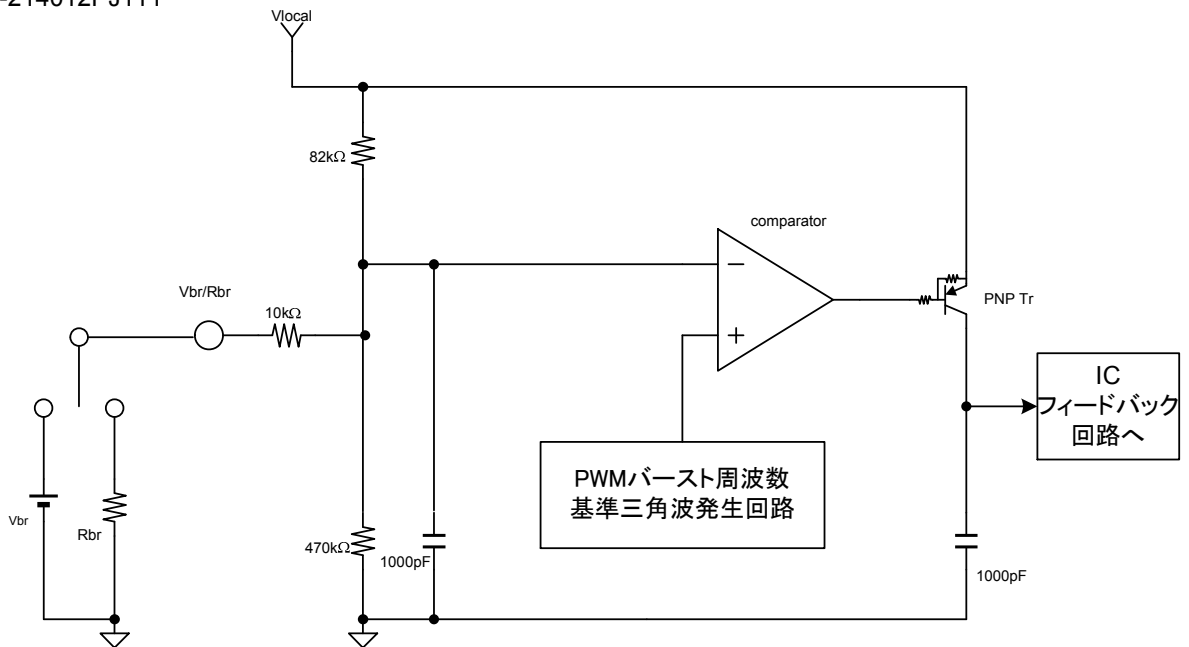 Vlocal
82kΩ
comparator
Vbr/Rbr
10kΩ
PNP Tr
IC
フィードバック
回路へ
PWMバースト周波数
基準三角波発生回路
Vbr
Rbr
470kΩ
1000pF
1000pF